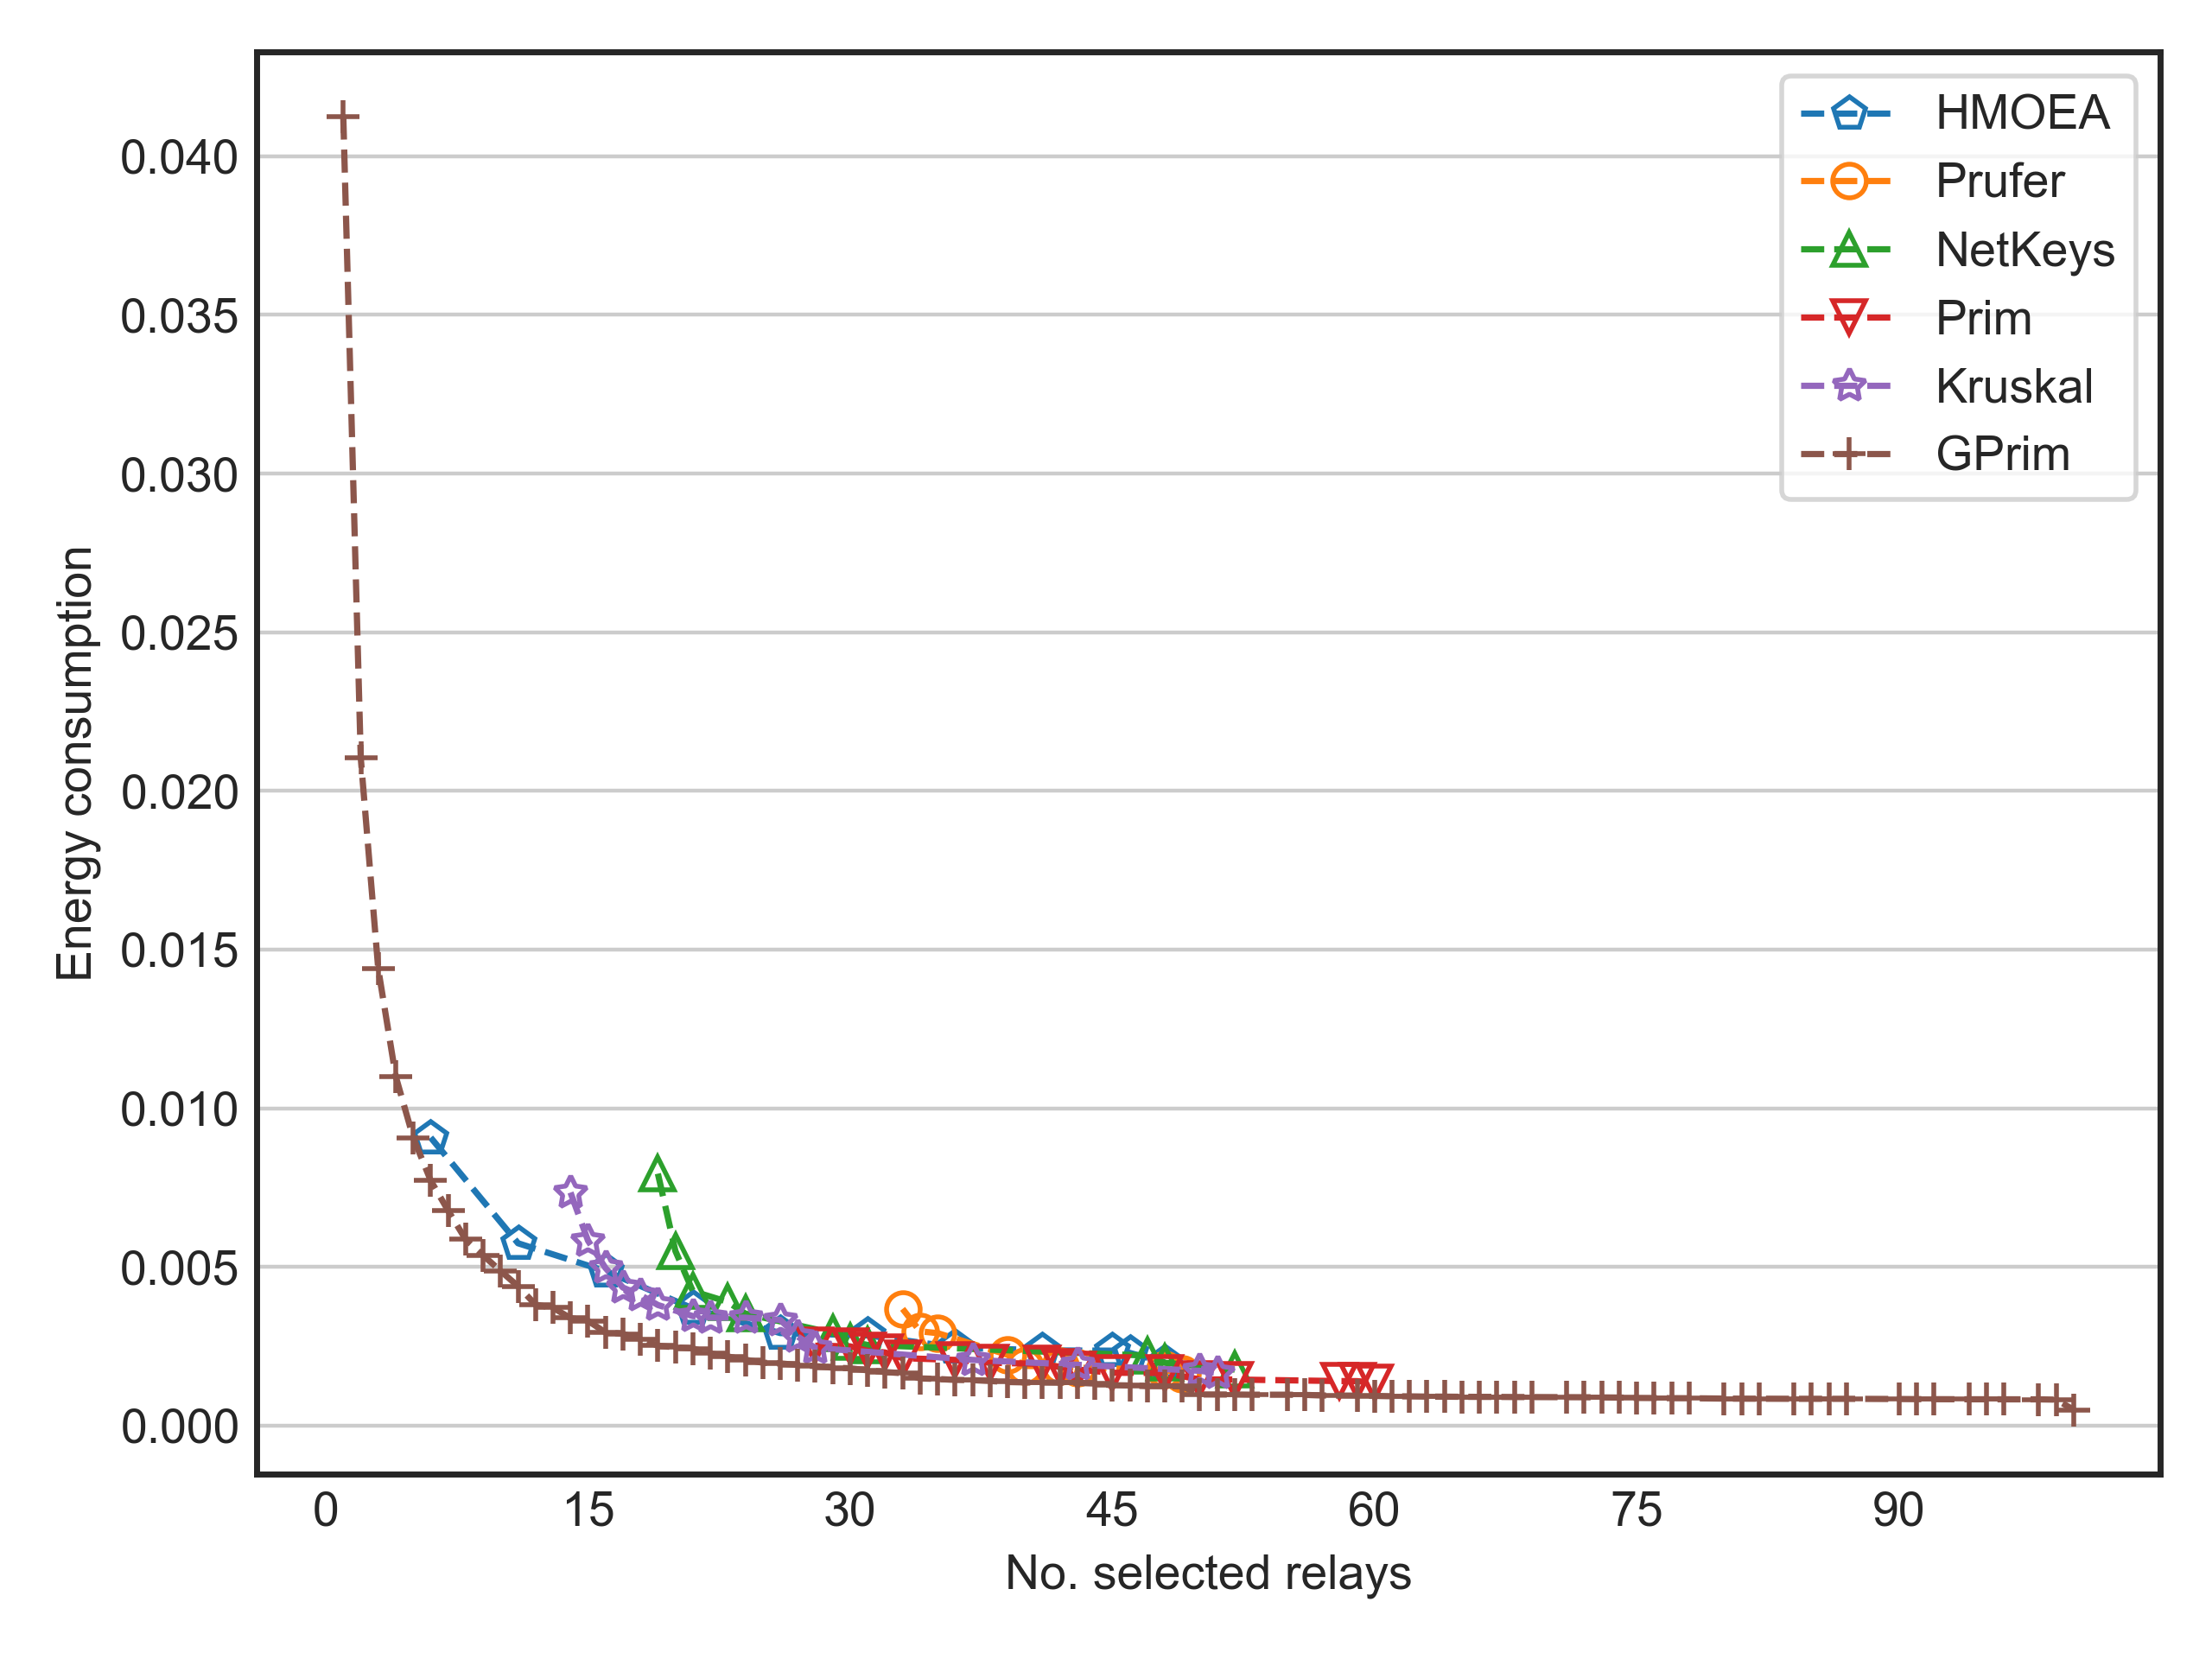 HMOEA
Prufer
NetKeys
Prim
Kruskal
GPrim
Energy consumption
0.040
0.035
0.030
0.025
0.020
0.015
0.010
0.005
0.000
0 15 30 45 60 75 90
No. selected relays